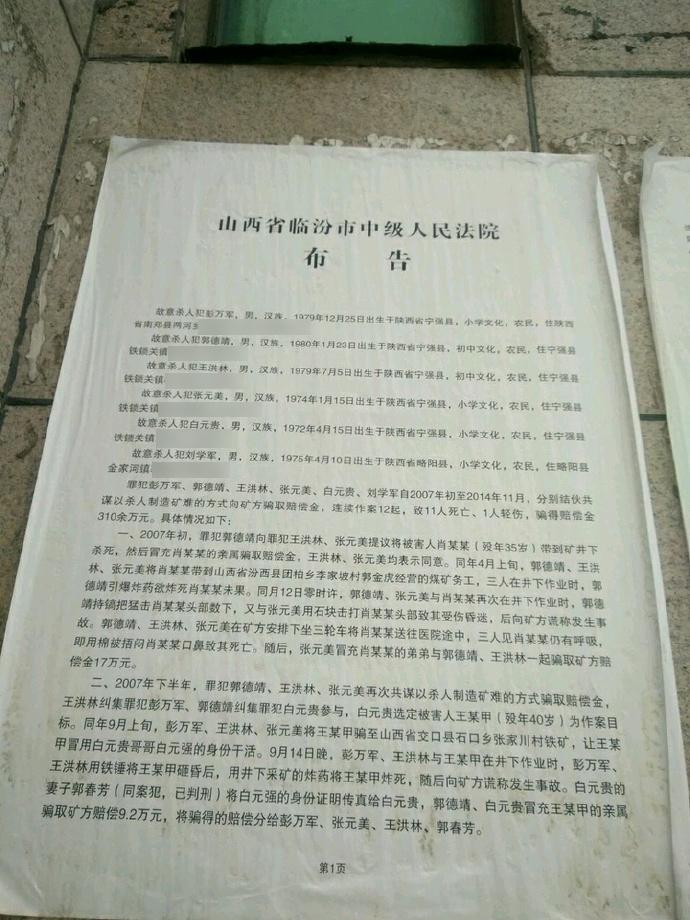 山西省临汾市中级人民法院
布 告
故意杀人犯彭万军，男，汉族，1979年12月25日出生于陕西省宁强县，小学文化，农民，住陕西
省南郑县两河乡
故意杀人犯郭德靖，男，汉族，1980年1月23日出生于陕西省宁强县，初中文化，农民，住宁强县
铁锁关镇
故意杀人犯王洪林，男，汉族，1979年7月5日出生于陕西省宁强县，初中文化，农民，住宁强县
铁锁关镇
故意杀人犯张元美，男，汉族，1974年1月15日出生于陕西省宁强县，小学文化，农民，住宁强县
铁锁关镇
故意杀人犯白元贵，男，汉族，1972年4月15日出生于陕西省宁强县，小学文化，农民，住宁强县
铁锁关镇
故意杀人犯刘学军，男，汉族，1975年4月10日出生于陕西省略阳县，小学文化，农民，住略阳县
金家河镇
罪犯彭万军、郭德靖、王洪林、张元美、白元贵、刘学军自2007年初至2014年11月，分别结伙共
谋以杀人制造矿难的方式向矿方骗取赔偿金，连续作案12起，致11人死亡、1人轻伤，骗得赔偿金
310余万元。具体情况如下：
一、2007年初，罪犯郭德靖向罪犯王洪林、张元美提议将被害人肖某某（殁年35岁）带到矿井下
杀死，然后冒充肖某某的亲属骗取赔偿金，王洪林、张元美均表示同意。同年4月上旬，郭德靖、王洪
林、张元美将肖某某带到山西省汾西县团柏乡李家坡村郭金虎经营的煤矿务工，三人在井下作业时，郭
德靖引爆炸药欲炸死肖某某未果。同月12日零时许，郭德靖、张元美与肖某某再次在井下作业时，郭德
靖持镐把猛击肖某某头部数下，又与张元美用石块击打肖某某头部致其受伤昏迷，后向矿方谎称发生事
故。郭德靖、王洪林、张元美在矿方安排下坐三轮车将肖某某送往医院途中，三人见肖某某仍有呼吸，
即用棉被捂闷肖某某口鼻致其死亡。随后，张元美冒充肖某某的弟弟与郭德靖、王洪林一起骗取矿方赔
偿金17万元。
二、2007年下半年，罪犯郭德靖、王洪林、张元美再次共谋以杀人制造矿难的方式骗取赔偿金，
王洪林纠集罪犯彭万军、郭德靖纠集罪犯白元贵参与，白元贵选定被害人王某甲（殁年40岁）为作案目
标。同年9月上旬，彭万军、王洪林、张元美将王某甲骗至山西省交口县石口乡张家川村铁矿，让王某
甲冒用白元贵哥哥白元强的身份干活。9月14日晚，彭万军、王洪林与王某甲在井下作业时，彭万军、
王洪林用铁锤将王某甲砸昏后，用井下采矿的炸药将王某甲炸死，随后向矿方谎称发生事故。白元贵的
妻子郭春芳（同案犯，已判刑）将白元强的身份证明传真给白元贵，郭德靖、白元贵冒充王某甲的亲属
骗取矿方赔偿9.2万元，将骗得的赔偿分给彭万军、张元美、王洪林、郭春芳。
第1页